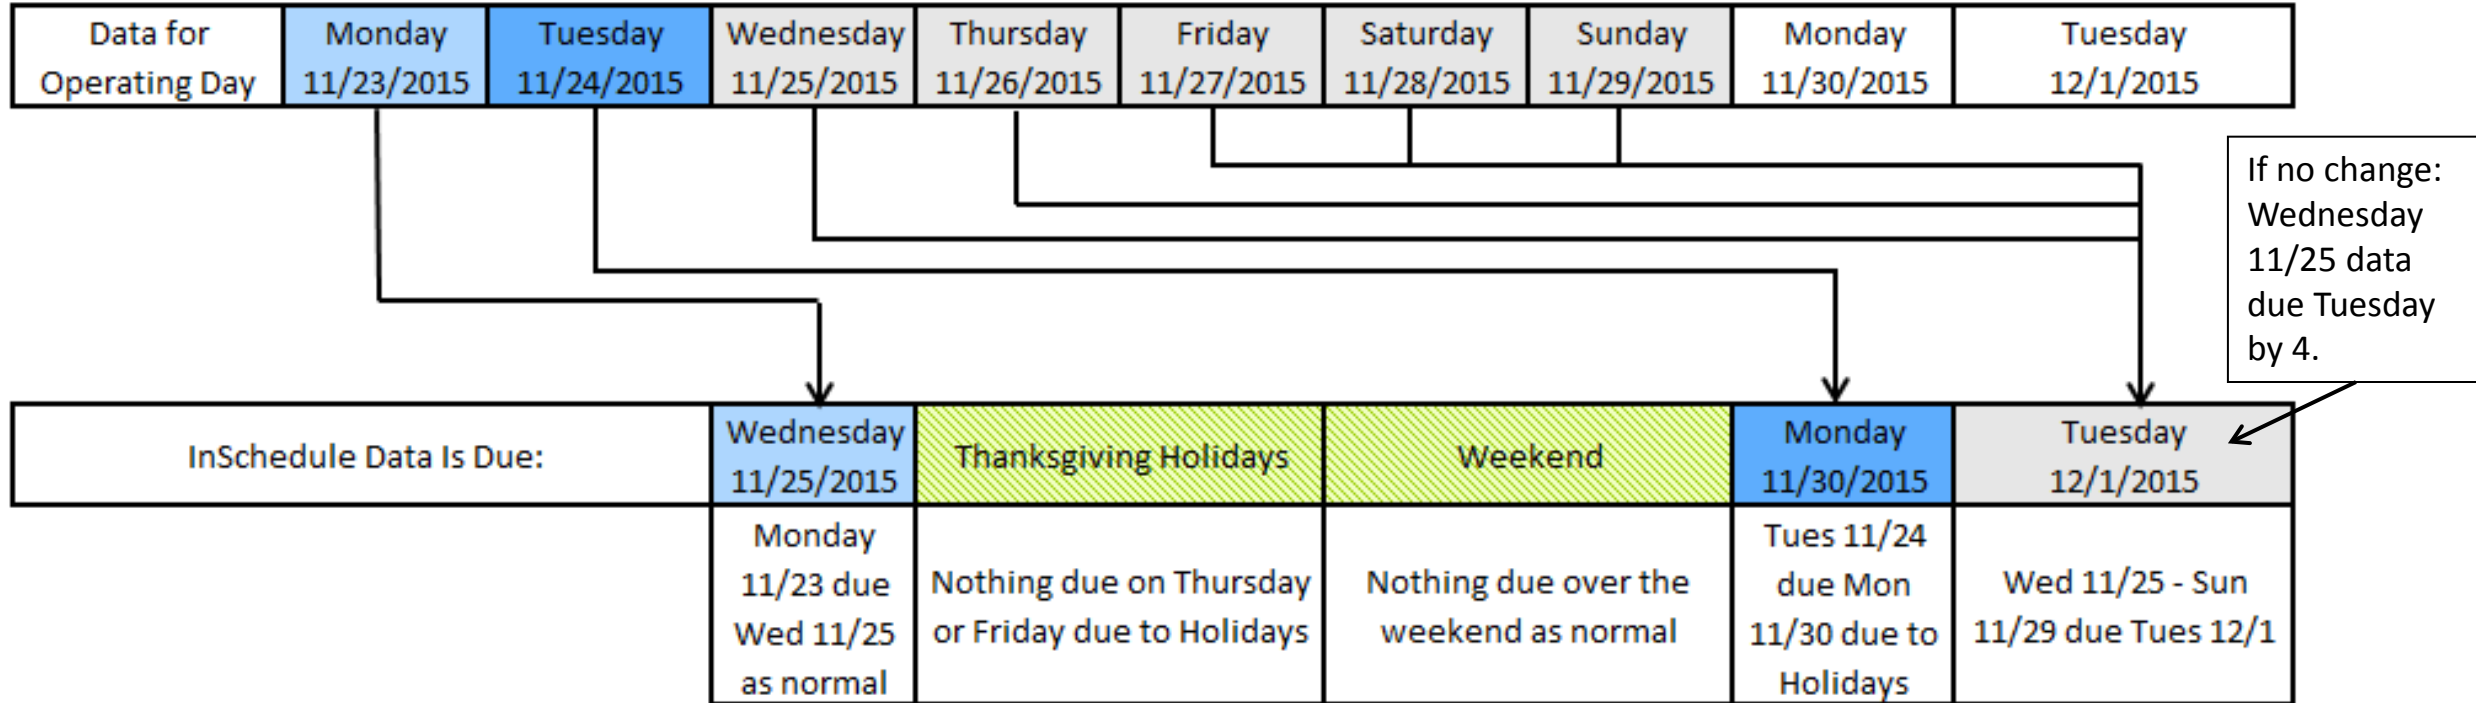 Data for
Operating Day
Monday
11/23/2015
Tuesday
11/24/2015
Wednesday
11/25/2015
Thursday
11/26/2015
Friday
11/27/2015
Saturday
11/28/2015
Sunday
11/29/2015
Monday
11/30/2015
Tuesday
12/1/2015
If no change:
Wednesday
11/25 data
due Tuesday
by 4.
InSchedule Data Is Due:
Wednesday
11/25/2015
Thanksgiving Holidays
Weekend
Monday
11/30/2015
Tuesday
12/1/2015
Monday
11/23 due
Wed 11/25
as normal
Nothing due on Thursday
or Friday due to Holidays
Nothing due over the
weekend as normal
Tues 11/24
due Mon
11/30 due to
Holidays
Wed 11/25 - Sun
11/29 due Tues 12/1